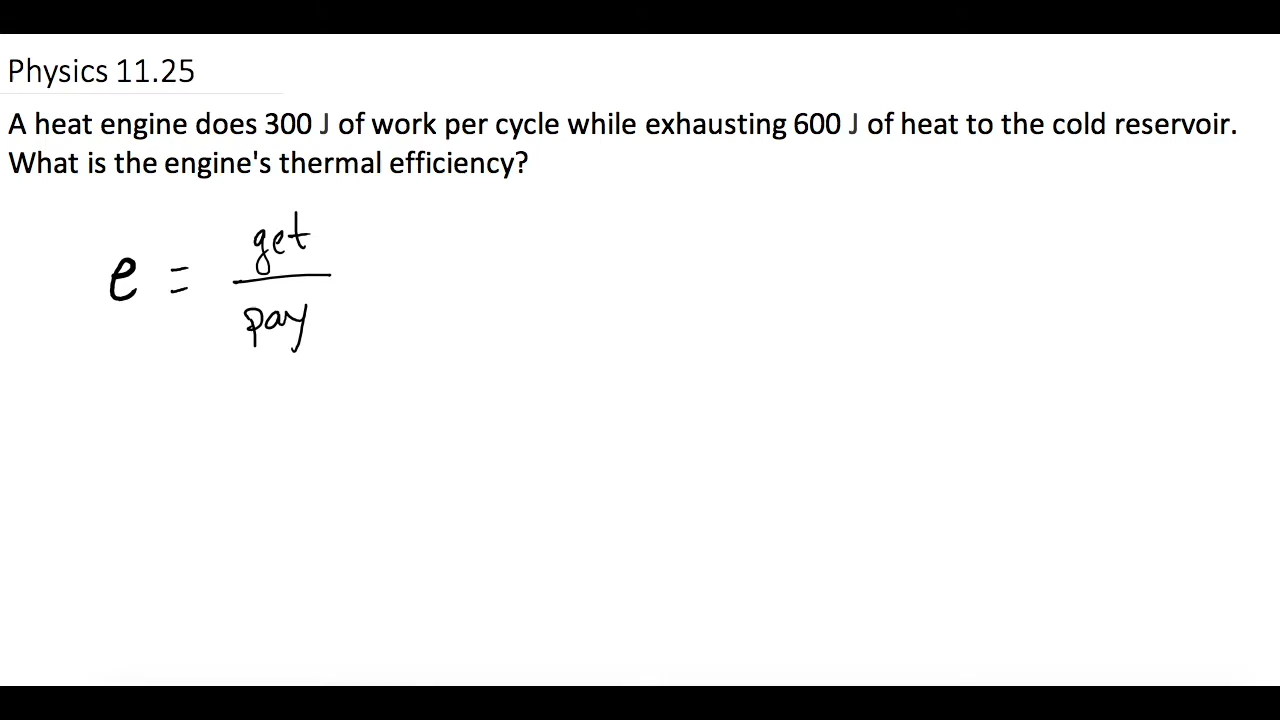 Physics 11.25
A heat engine does 300 J of work per cycle while exhausting 600 J of heat to the cold reservoir.
What is the engine's thermal efficiency?
e = get
pay